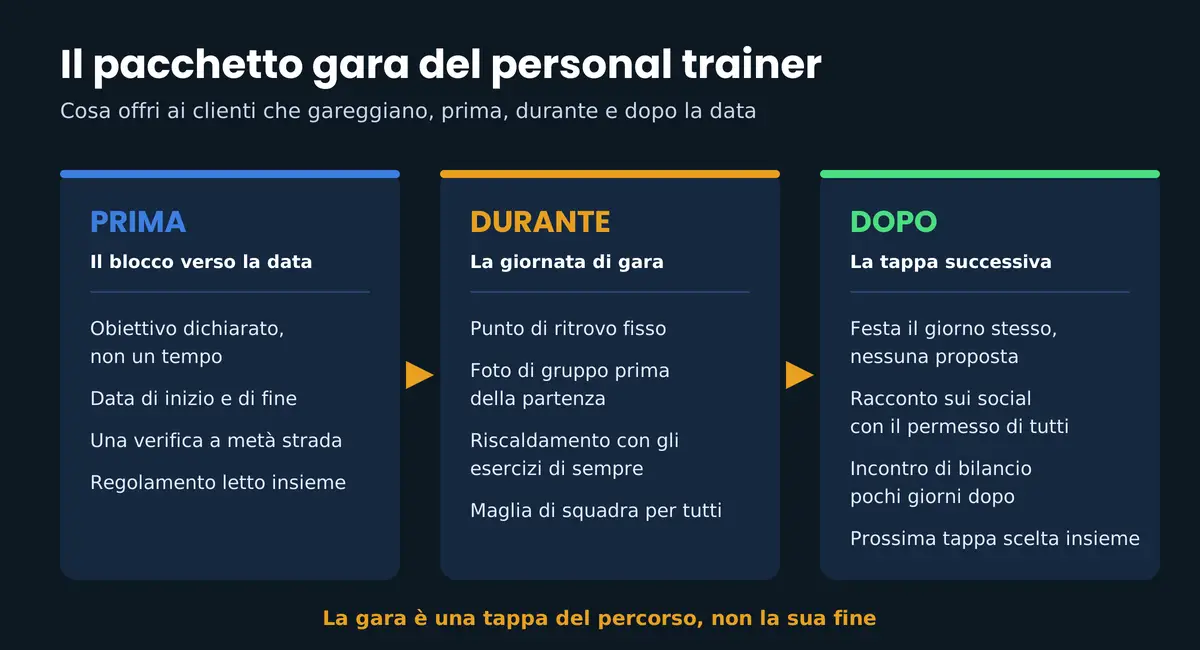 Il pacchetto gara del personal trainer
Cosa offri ai clienti che gareggiano, prima, durante e dopo la data
PRIMA
Il blocco verso la data
Obiettivo dichiarato,
non un tempo
Data di inizio e di fine
Una verifica a metà strada
Regolamento letto insieme
DURANTE
La giornata di gara
Punto di ritrovo fisso
Foto di gruppo prima
della partenza
Riscaldamento con gli
esercizi di sempre
Maglia di squadra per tutti
DOPO
La tappa successiva
Festa il giorno stesso,
nessuna proposta
Racconto sui social
con il permesso di tutti
Incontro di bilancio
pochi giorni dopo
Prossima tappa scelta insieme
La gara è una tappa del percorso, non la sua fine